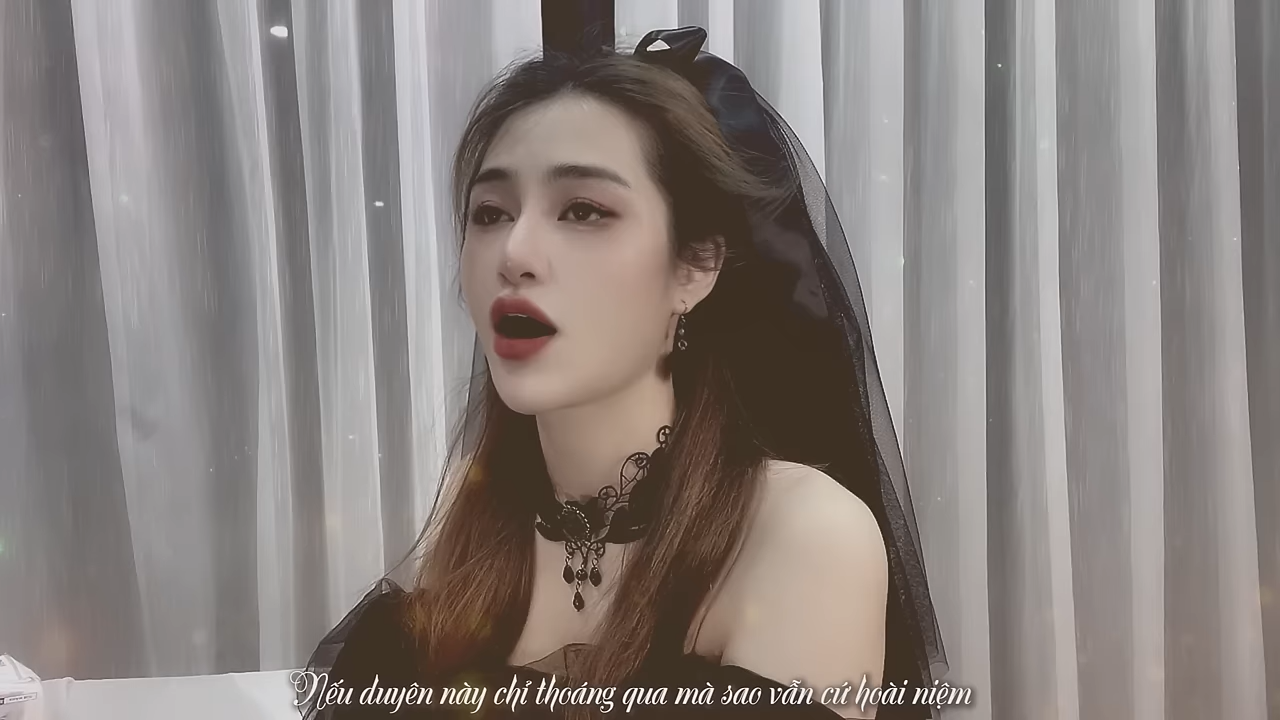 Nếu duyên này chỉ thoáng qua mà sao vẫn cứ hoài niệm